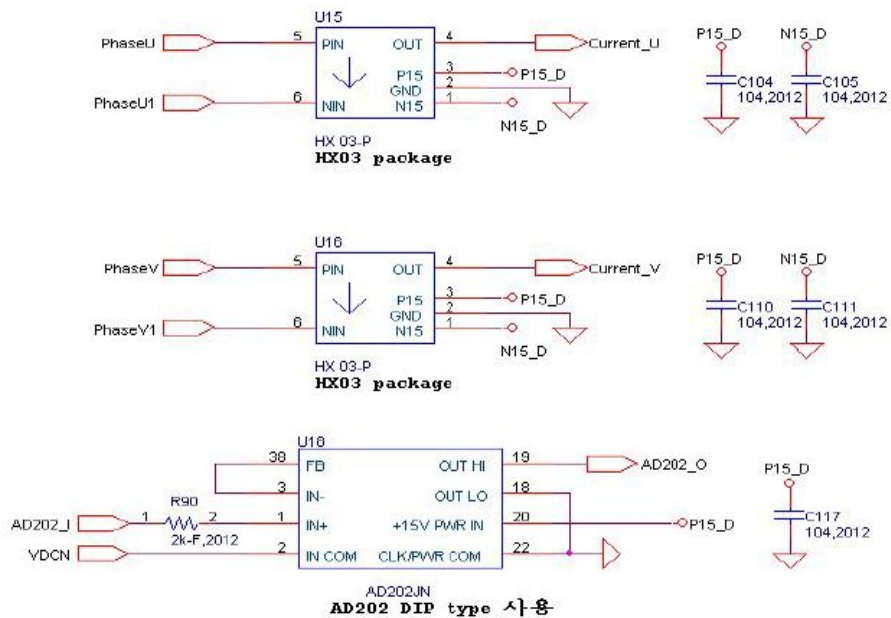 U15
PhaseU 5 PIN OUT 4 Current_U
P15 3 P15_D
GND 2
PhaseU1 6 NIN N15 1
N15_D
HX 03-P
HX03 package
P15_D N15_D
C104 C105
104,2012 104,2012
U16
PhaseV 5 PIN OUT 4 Current_V
P15 3 P15_D
GND 2
PhaseV1 6 NIN N15 1
N15_D
HX 03-P
HX03 package
P15_D N15_D
C110 C111
104,2012 104,2012
U18
38 FB OUT HI 19 AD202_O
3 IN- OUT LO 18
R90
AD202_I 1 2 1 IN+ +15V PWR IN 20 P15_D
2k-F,2012
VDCN 2 IN COM CLK/PWR COM 22
AD202JN
AD202 DIP type 사용
P15_D
C117
104,2012